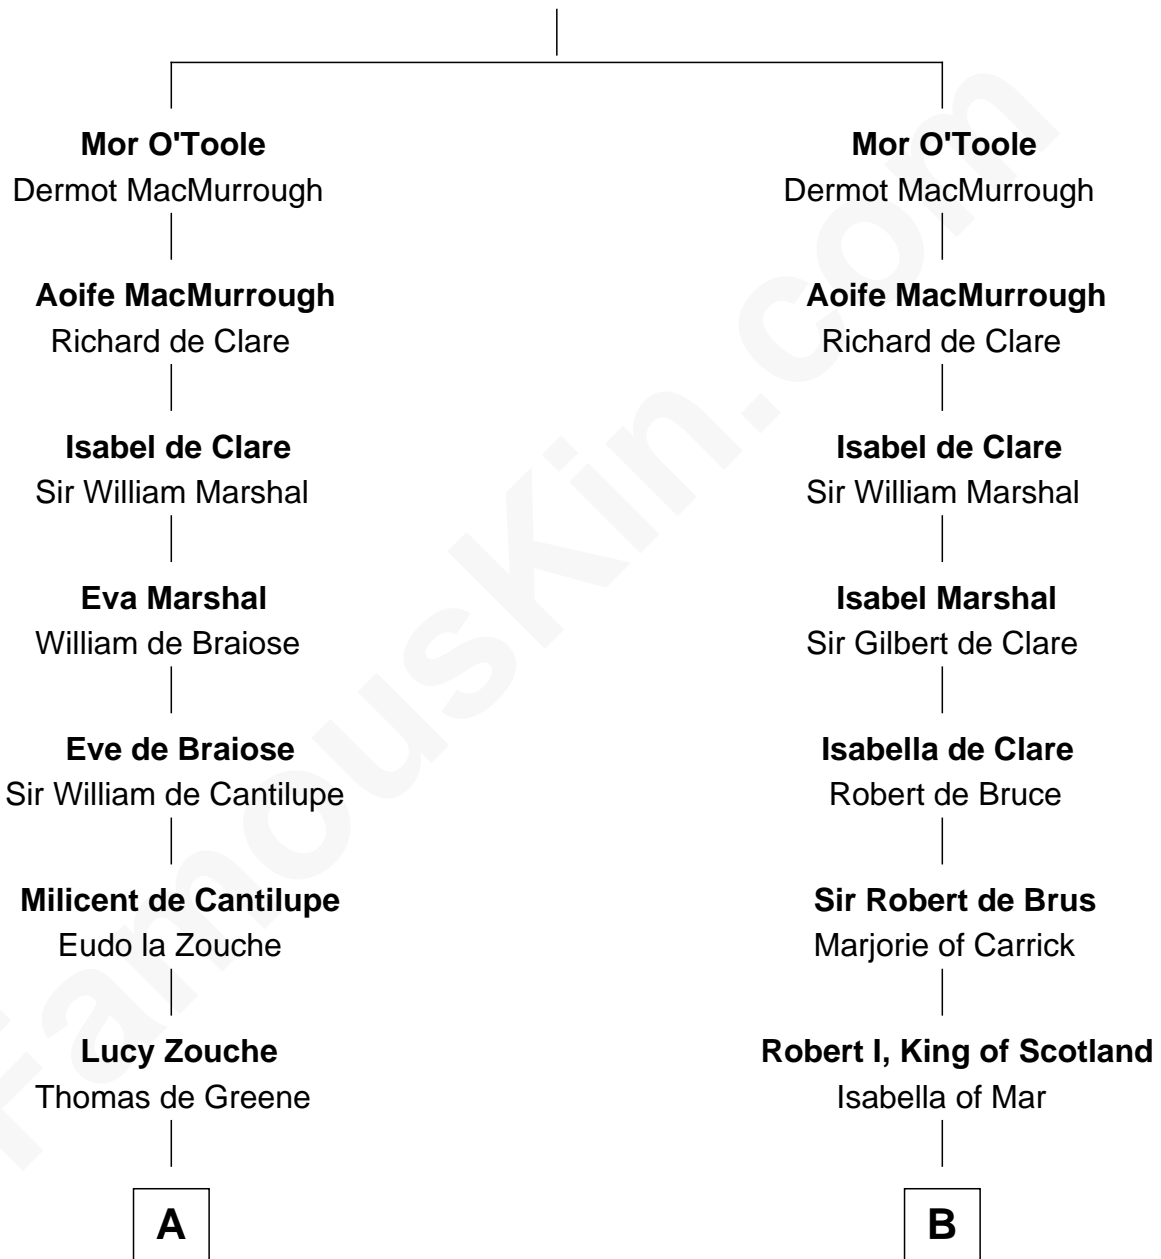 Mor O'Toole
Dermot MacMurrough
Aoife MacMurrough
Richard de Clare
Isabel de Clare
Sir William Marshal
Eva Marshal
William de Braiose
Eve de Braiose
Sir William de Cantilupe
Milicent de Cantilupe
Eudo la Zouche
Lucy Zouche
Thomas de Greene
A
Mor O'Toole
Dermot MacMurrough
Aoife MacMurrough
Richard de Clare
Isabel de Clare
Sir William Marshal
Isabel Marshal
Sir Gilbert de Clare
Isabella de Clare
Robert de Bruce
Sir Robert de Brus
Marjorie of Carrick
Robert I, King of Scotland
Isabella of Mar
B
FamousKin.com